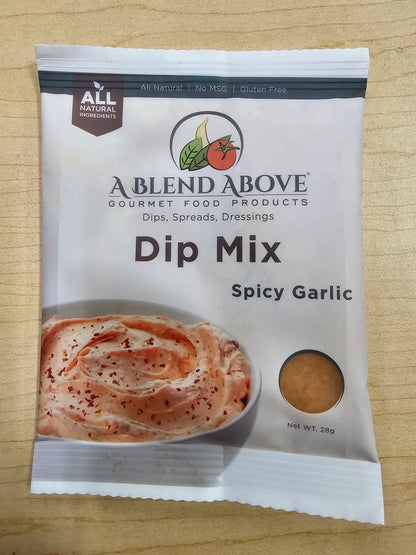 All Natural | No MSG | Gluten Free
ALL
NATURAL
INGREDIENTS
A BLEND ABOVE®
GOURMET FOOD PRODUCTS
Dips, Spreads, Dressings
Dip Mix
Spicy Garlic
Net WT. 28g